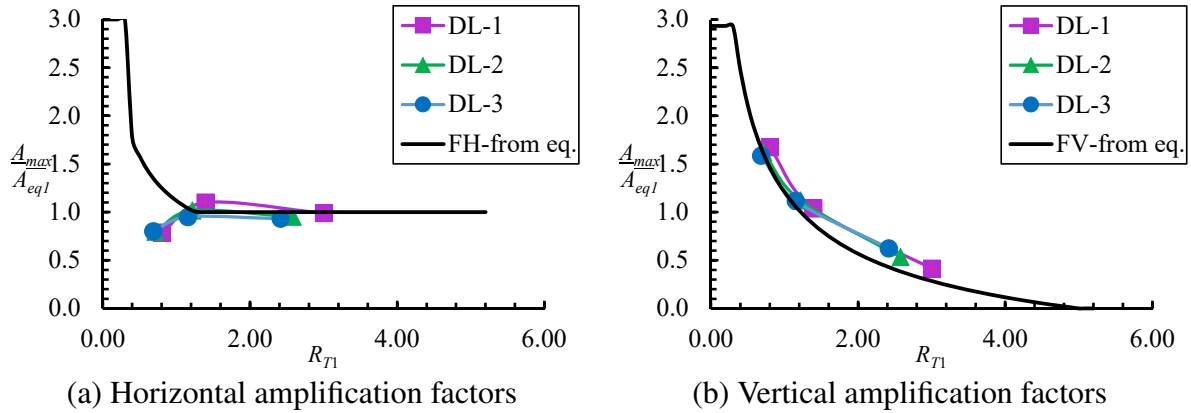 3.0
2.5
2.0
1.5
1.0
0.5
0.0
A_max
A_eq1
0.00 2.00 4.00 6.00
R_T1
DL-1
DL-2
DL-3
FH-from eq.
(a) Horizontal amplification factors
3.0
2.5
2.0
1.5
1.0
0.5
0.0
A_max
A_eq1
0.00 2.00 4.00 6.00
R_T1
DL-1
DL-2
DL-3
FV-from eq.
(b) Vertical amplification factors